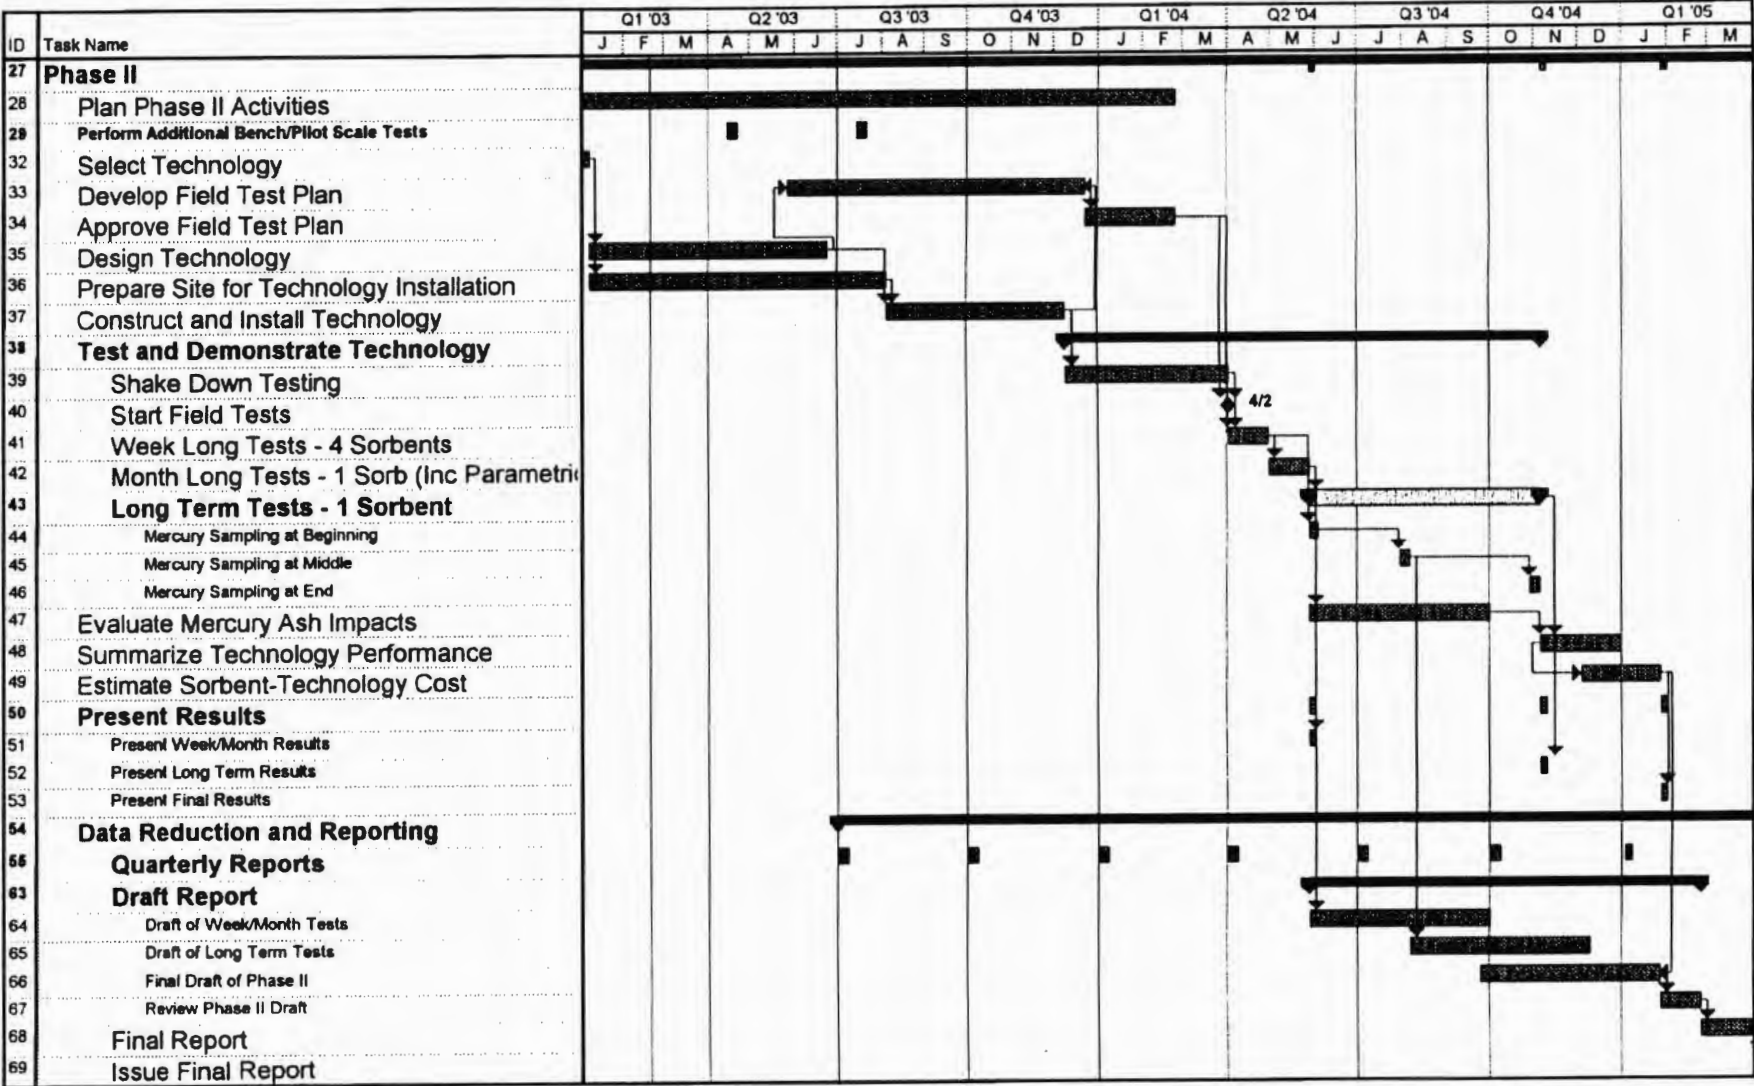 Q1 '03 Q2 '03 Q3 '03 Q4 '03 Q1 '04 Q2 '04 Q3 '04 Q4 '04 Q1 '05
ID Task Name J F M A M J J A S O N D J F M A M J J A S O N D J F M
27 Phase II
28 Plan Phase II Activities
29 Perform Additional Bench/Pilot Scale Tests
32 Select Technology
33 Develop Field Test Plan
34 Approve Field Test Plan
35 Design Technology
36 Prepare Site for Technology Installation
37 Construct and Install Technology
38 Test and Demonstrate Technology
39 Shake Down Testing
40 Start Field Tests 4/2
41 Week Long Tests - 4 Sorbents
42 Month Long Tests - 1 Sorb (Inc Parametric
43 Long Term Tests - 1 Sorbent
44 Mercury Sampling at Beginning
45 Mercury Sampling at Middle
46 Mercury Sampling at End
47 Evaluate Mercury Ash Impacts
48 Summarize Technology Performance
49 Estimate Sorbent-Technology Cost
50 Present Results
51 Present Week/Month Results
52 Present Long Term Results
53 Present Final Results
54 Data Reduction and Reporting
55 Quarterly Reports
63 Draft Report
64 Draft of Week/Month Tests
65 Draft of Long Term Tests
66 Final Draft of Phase II
67 Review Phase II Draft
68 Final Report
69 Issue Final Report